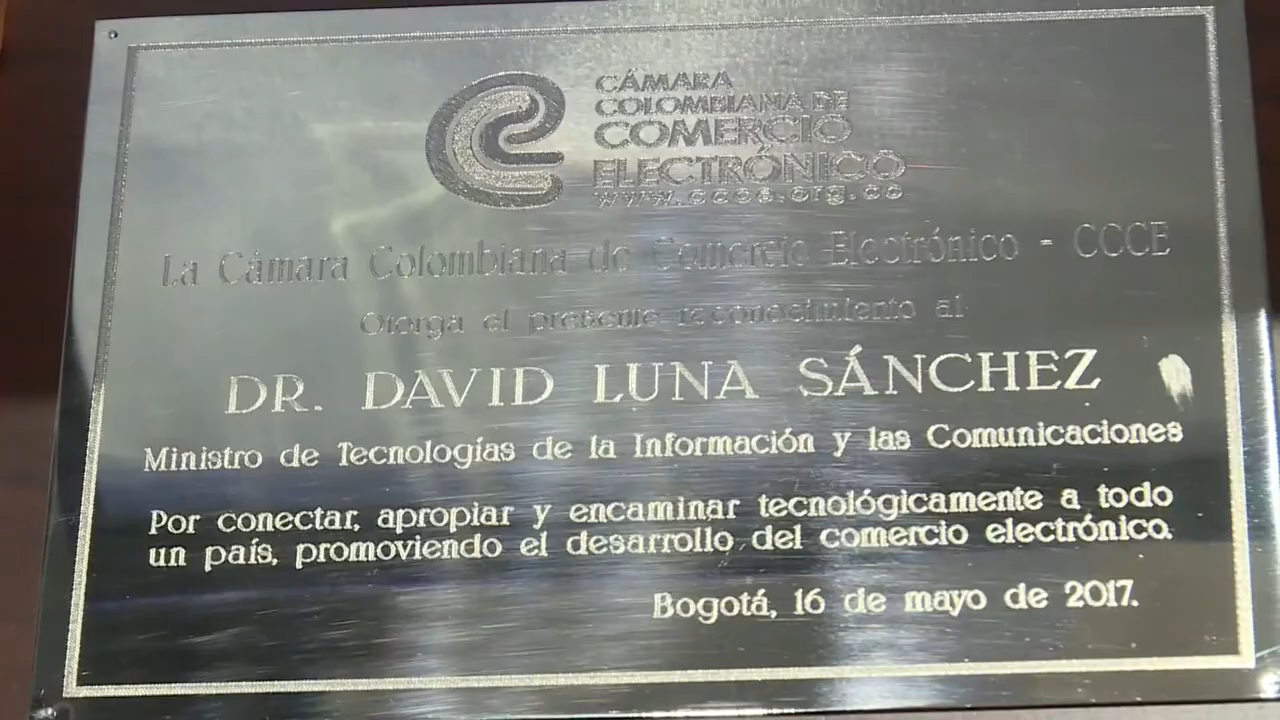 CÁMARA
COLOMBIANA DE
COMERCIO
ELECTRÓNICO
www.ccce.org.co
La Cámara Colombiana de Comercio Electrónico - CCCE
Otorga el presente reconocimiento al
DR. DAVID LUNA SÁNCHEZ
Ministro de Tecnologías de la Información y las Comunicaciones
Por conectar, apropiar y encaminar tecnológicamente a todo
un país, promoviendo el desarrollo del comercio electrónico.
Bogotá, 16 de mayo de 2017.